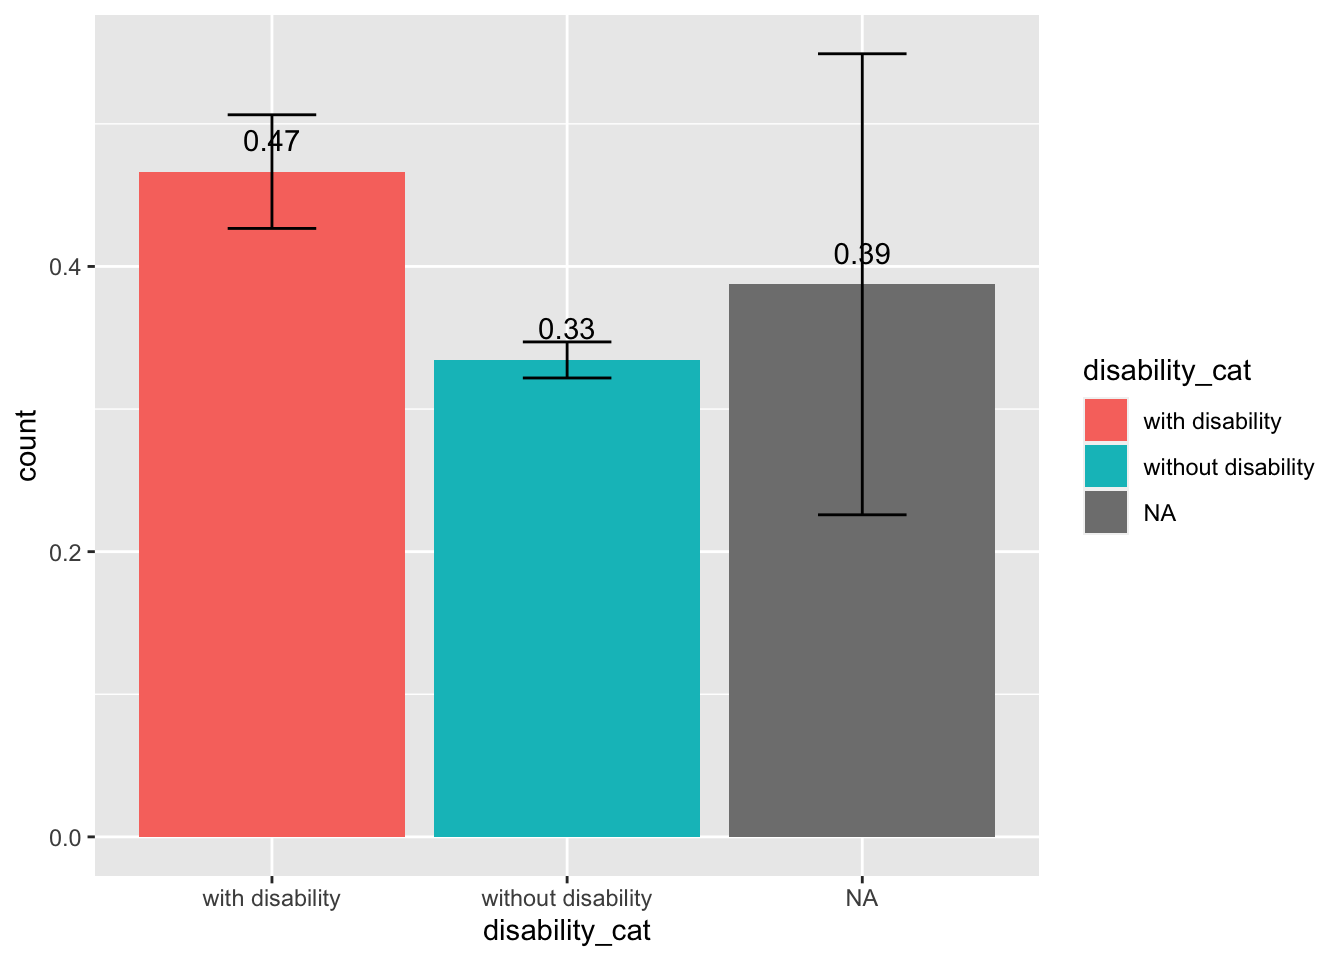 0.47
0.39
0.33
0.4
0.2
0.0
count
with disability
without disability
NA
disability_cat
disability_cat
with disability
without disability
NA